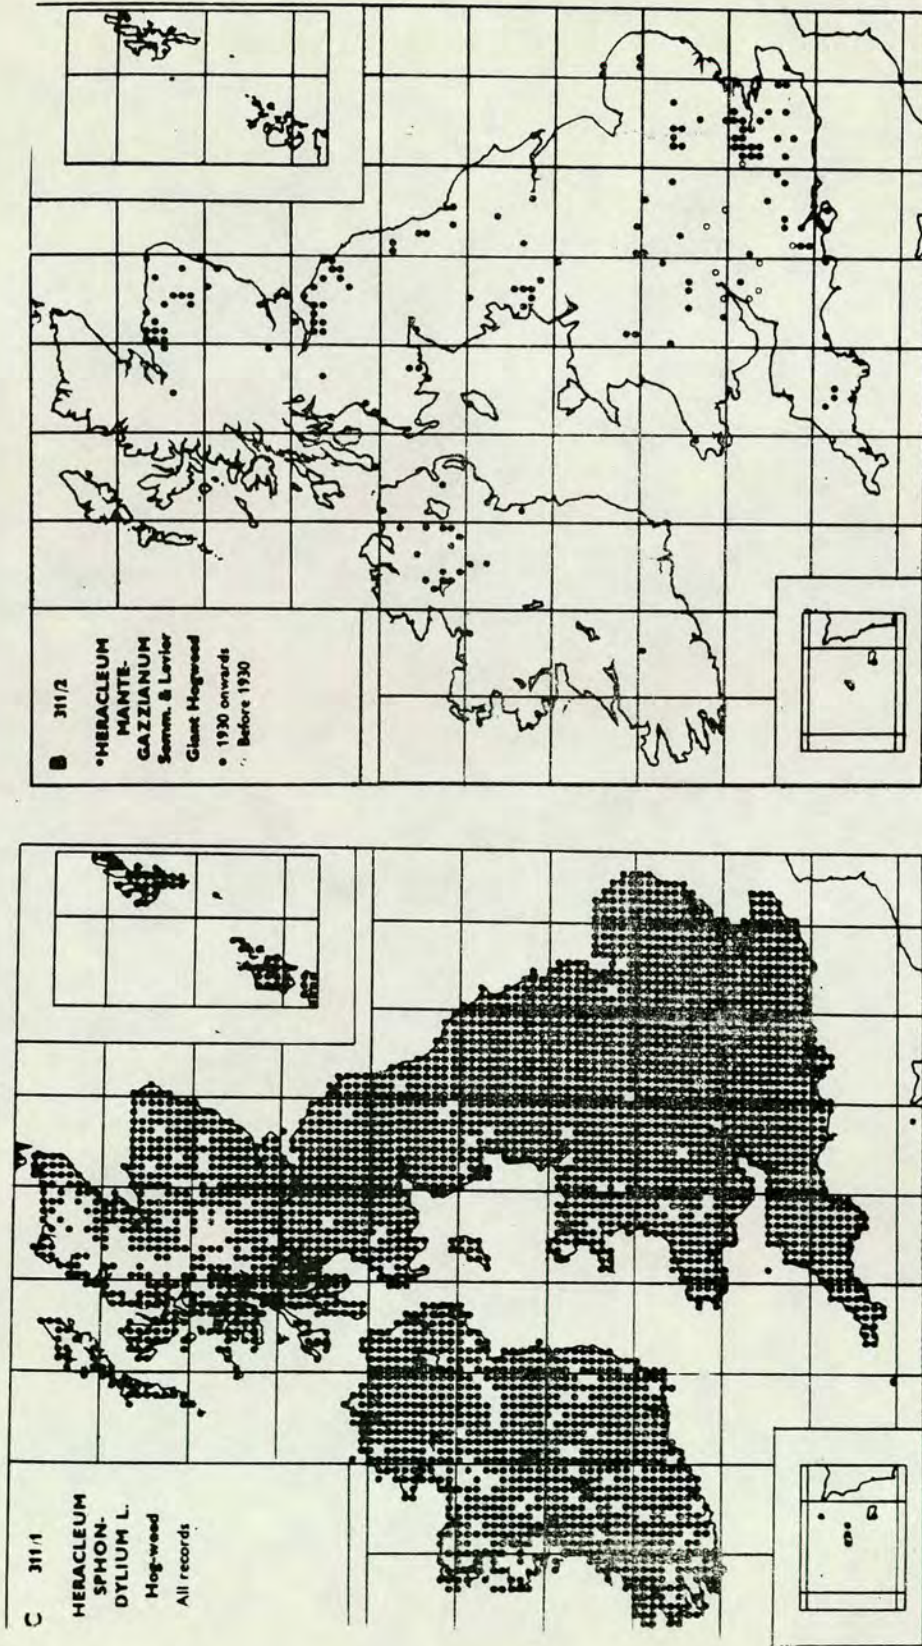 B 311/2
*HERACLEUM
MANTE-
GAZZIANUM
Somm. & Levier
Giant Hogweed
● 1930 onwards
○ Before 1930
C 311/1
HERACLEUM
SPHON-
DYLIUM L.
Hog-weed
All records